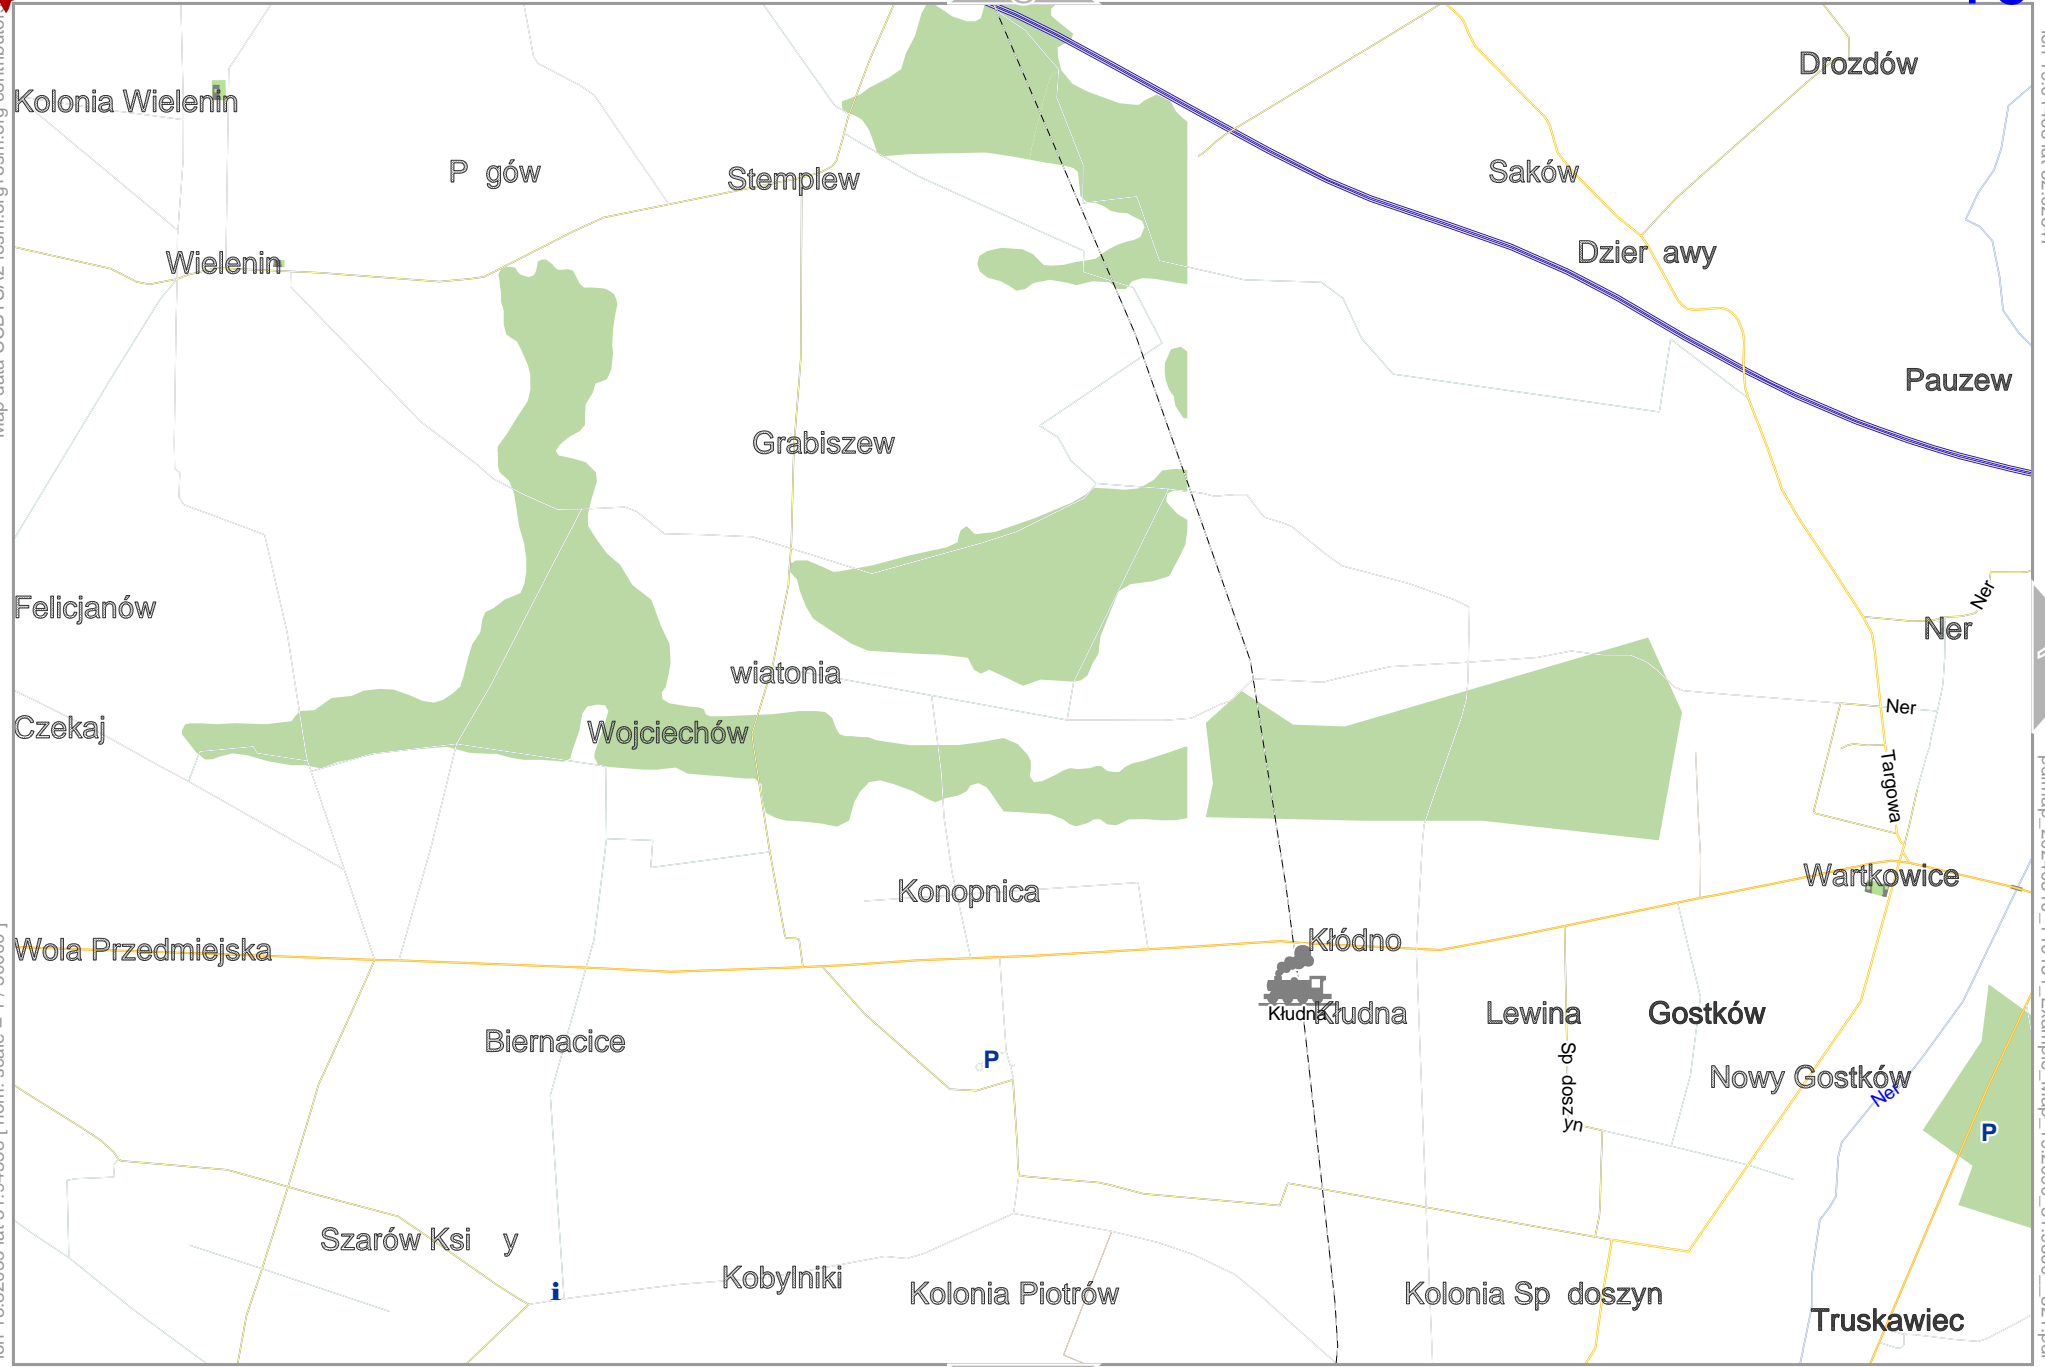 Drozdów
Kolonia Wielenin
P gów
Stemplew
Saków
Dzier awy
Wielenin
Pauzew
Grabiszew
Ner
Felicjanów
Ner
wiatonia
Ner
Czekaj
Wojciechów
Targowa
Wartkowice
Konopnica
Kłódno
Wola Przedmiejska
Kłudna
Kłudna
Lewina
Gostków
Biernacice
P
Sp doszyn
Nowy Gostków
Ner
P
Szarów Ksi y
Kobylniki
i
Kolonia Piotrów
Kolonia Sp doszyn
Truskawiec